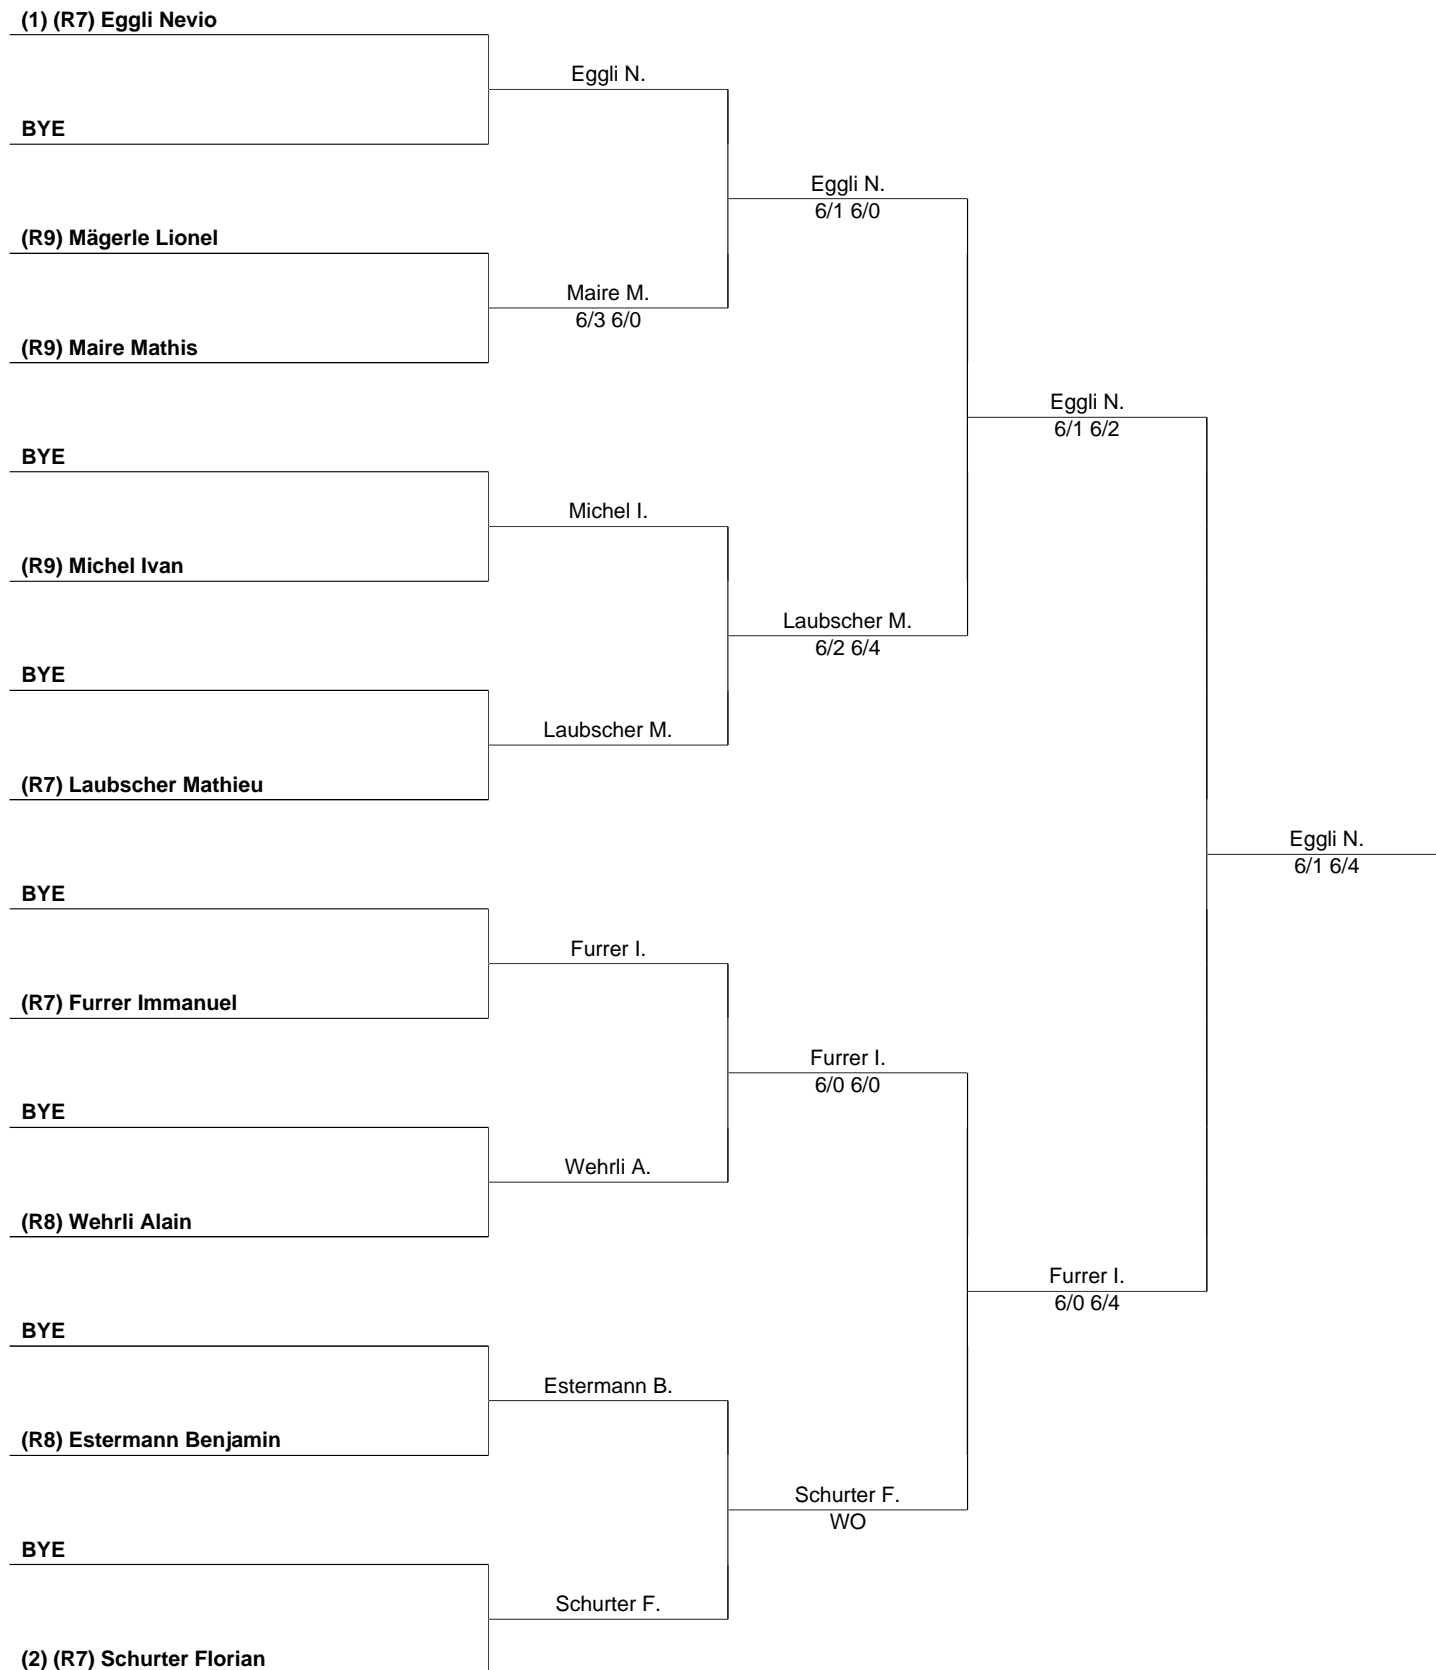 (1) (R7) Eggli Nevio
Eggli N.
BYE
Eggli N.
6/1 6/0
(R9) Mägerle Lionel
Maire M.
6/3 6/0
(R9) Maire Mathis
Eggli N.
6/1 6/2
BYE
Michel I.
(R9) Michel Ivan
Laubscher M.
6/2 6/4
BYE
Laubscher M.
(R7) Laubscher Mathieu
Eggli N.
6/1 6/4
BYE
Furrer I.
(R7) Furrer Immanuel
Furrer I.
6/0 6/0
BYE
Wehrli A.
(R8) Wehrli Alain
Furrer I.
6/0 6/4
BYE
Estermann B.
(R8) Estermann Benjamin
Schurter F.
WO
BYE
Schurter F.
(2) (R7) Schurter Florian